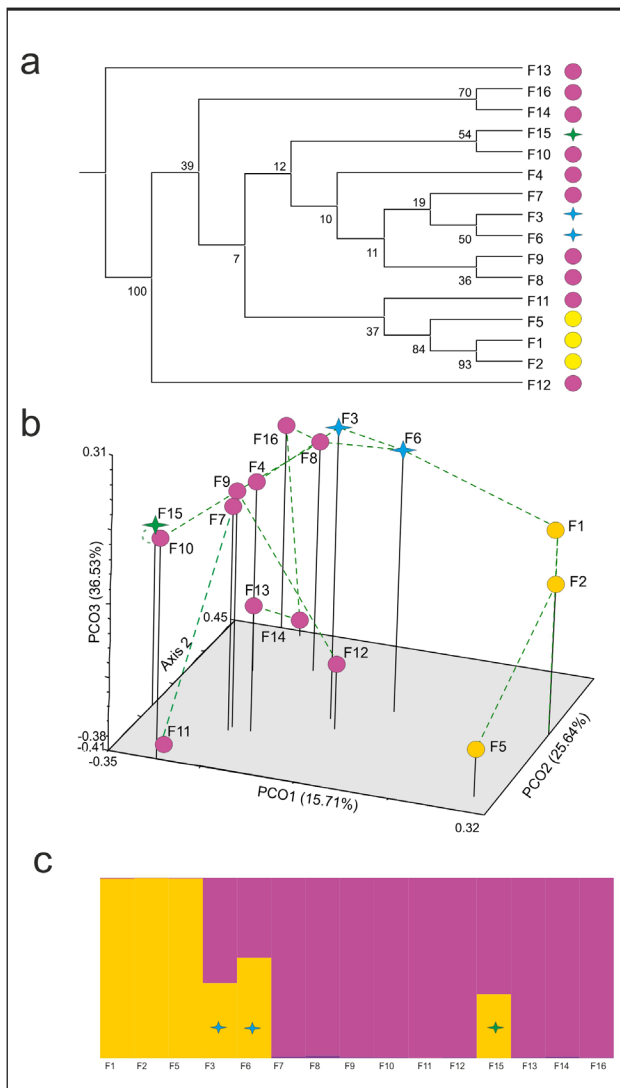 a
F13
70 F16
F14
54 F15
39 12 F10
F4
19 F7
10 F3
50 F6
11 F9
7 36 F8
100 F11
37 F5
84 F1
93 F2
F12
b
0.31
F16 F3
F8 F6
F9 F4
F15 F7
F10 F1
F2
PCO3 (36.53%)
F13
0.45
F14
Axis 2
F12
-0.38
-0.41
F11
F5
-0.35
PCO1 (15.71%)
PCO2 (25.64%)
0.32
c
F1 F2 F5 F3 F6 F7 F8 F9 F10 F11 F12 F15 F13 F14 F16